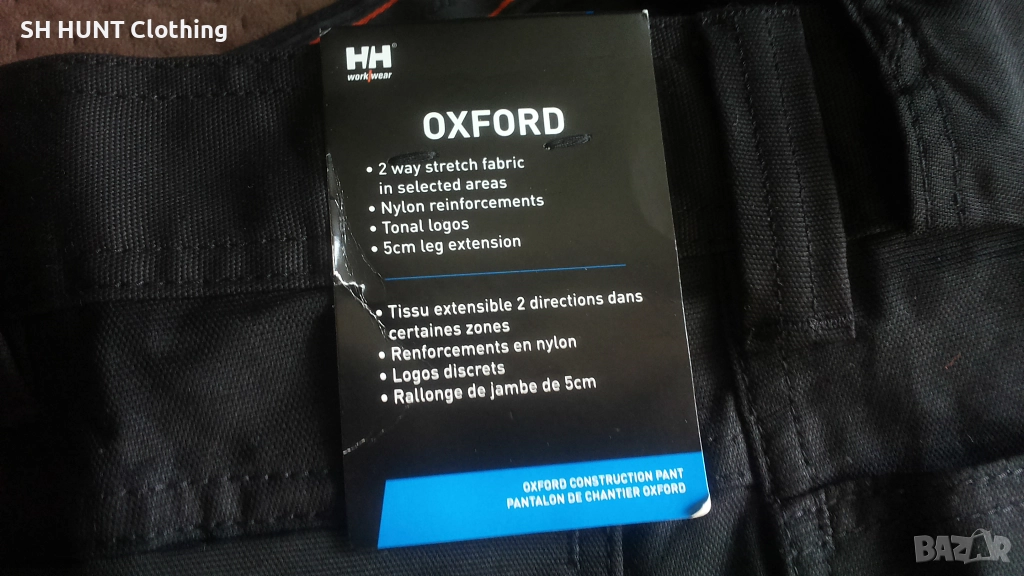 SH HUNT Clothing
HH®
work wear
OXFORD
• 2 way stretch fabric
in selected areas
• Nylon reinforcements
• Tonal logos
• 5cm leg extension
• Tissu extensible 2 directions dans
certaines zones
• Renforcements en nylon
• Logos discrets
• Rallonge de jambe de 5cm
OXFORD CONSTRUCTION PANT
PANTALON DE CHANTIER OXFORD
BAZAR